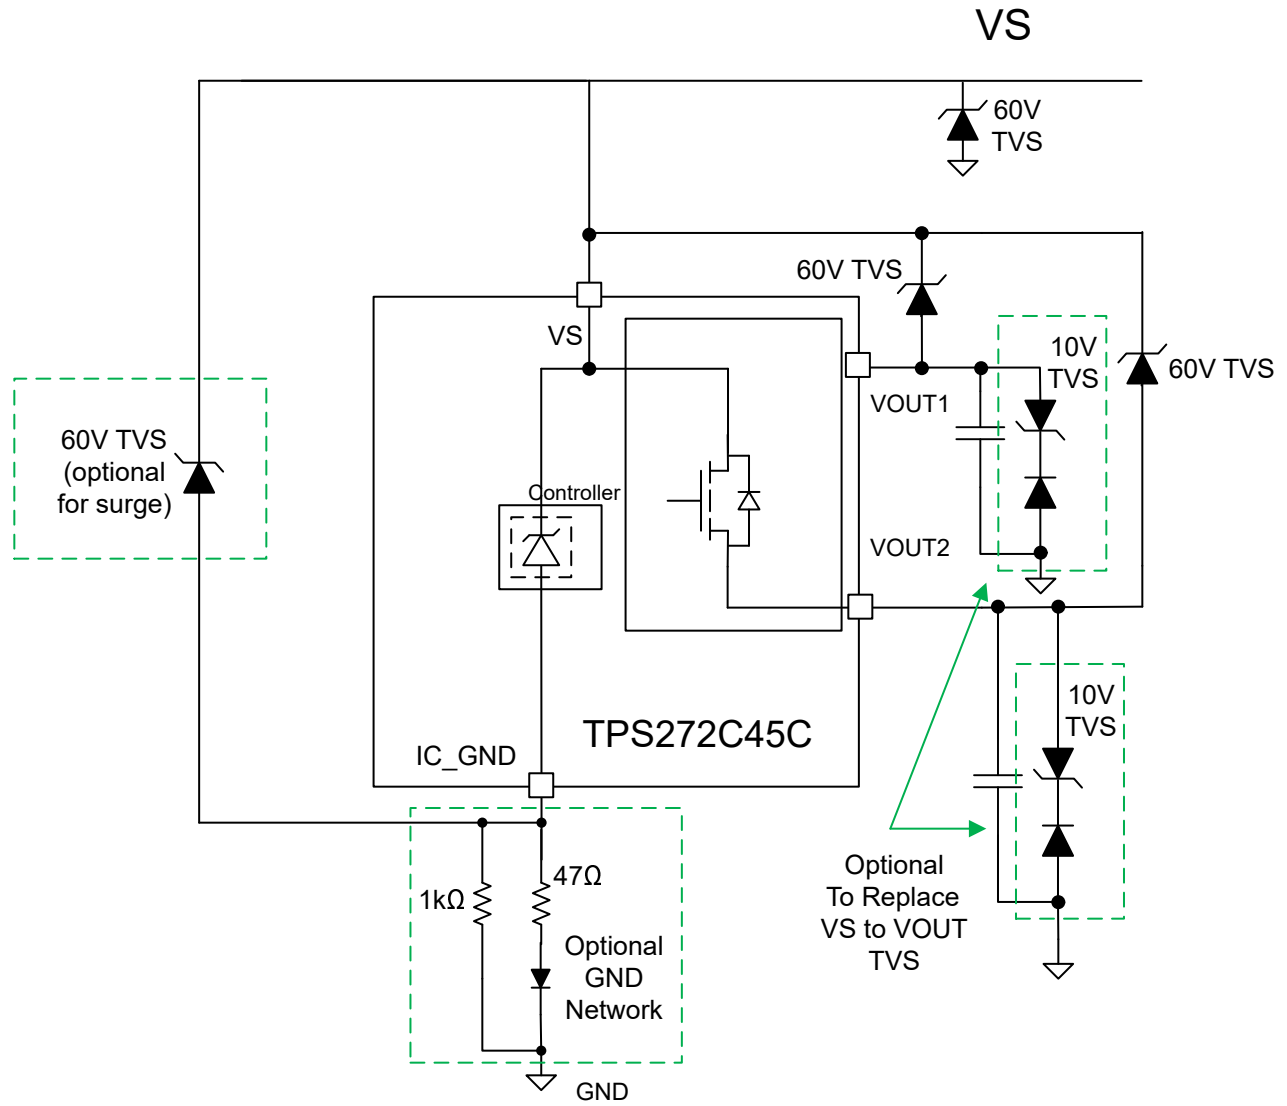 VS
60V
TVS
60V TVS
VS
10V
TVS
60V TVS
VOUT1
60V TVS
(optional
for surge)
Controller
VOUT2
10V
TVS
TPS272C45C
IC_GND
47Ω
1kΩ
Optional
To Replace
VS to VOUT
TVS
Optional
GND
Network
GND